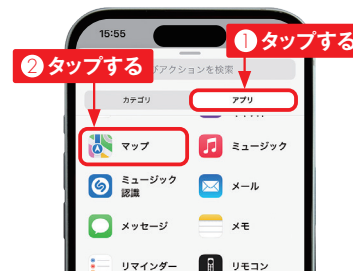 15:55
① タップする
② タップする
びアクションを検索
カテゴリ
アプリ
マップ
ミュージック
ミュージック
認識
メール
メッセージ
メモ
リマインダー
リモコン